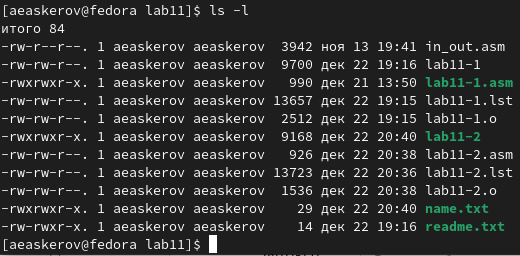 [aeaskerov@fedora lab11]$ ls -l
итого 84
-rw-r--r--. 1 aeaskerov aeaskerov 3942 ноя 13 19:41 in_out.asm
-rw-rw-r--. 1 aeaskerov aeaskerov 9700 дек 22 19:16 lab11-1
-rwxrwxr-x. 1 aeaskerov aeaskerov 990 дек 21 13:50 lab11-1.asm
-rw-rw-r--. 1 aeaskerov aeaskerov 13657 дек 22 19:15 lab11-1.lst
-rw-rw-r--. 1 aeaskerov aeaskerov 2512 дек 22 19:15 lab11-1.o
-rwxrwxr-x. 1 aeaskerov aeaskerov 9168 дек 22 20:40 lab11-2
-rw-rw-r--. 1 aeaskerov aeaskerov 926 дек 22 20:38 lab11-2.asm
-rw-rw-r--. 1 aeaskerov aeaskerov 13723 дек 22 20:36 lab11-2.lst
-rw-rw-r--. 1 aeaskerov aeaskerov 1536 дек 22 20:38 lab11-2.o
-rwxrwxr-x. 1 aeaskerov aeaskerov 29 дек 22 20:40 name.txt
-rwxrwxr-x. 1 aeaskerov aeaskerov 14 дек 22 19:16 readme.txt
[aeaskerov@fedora lab11]$